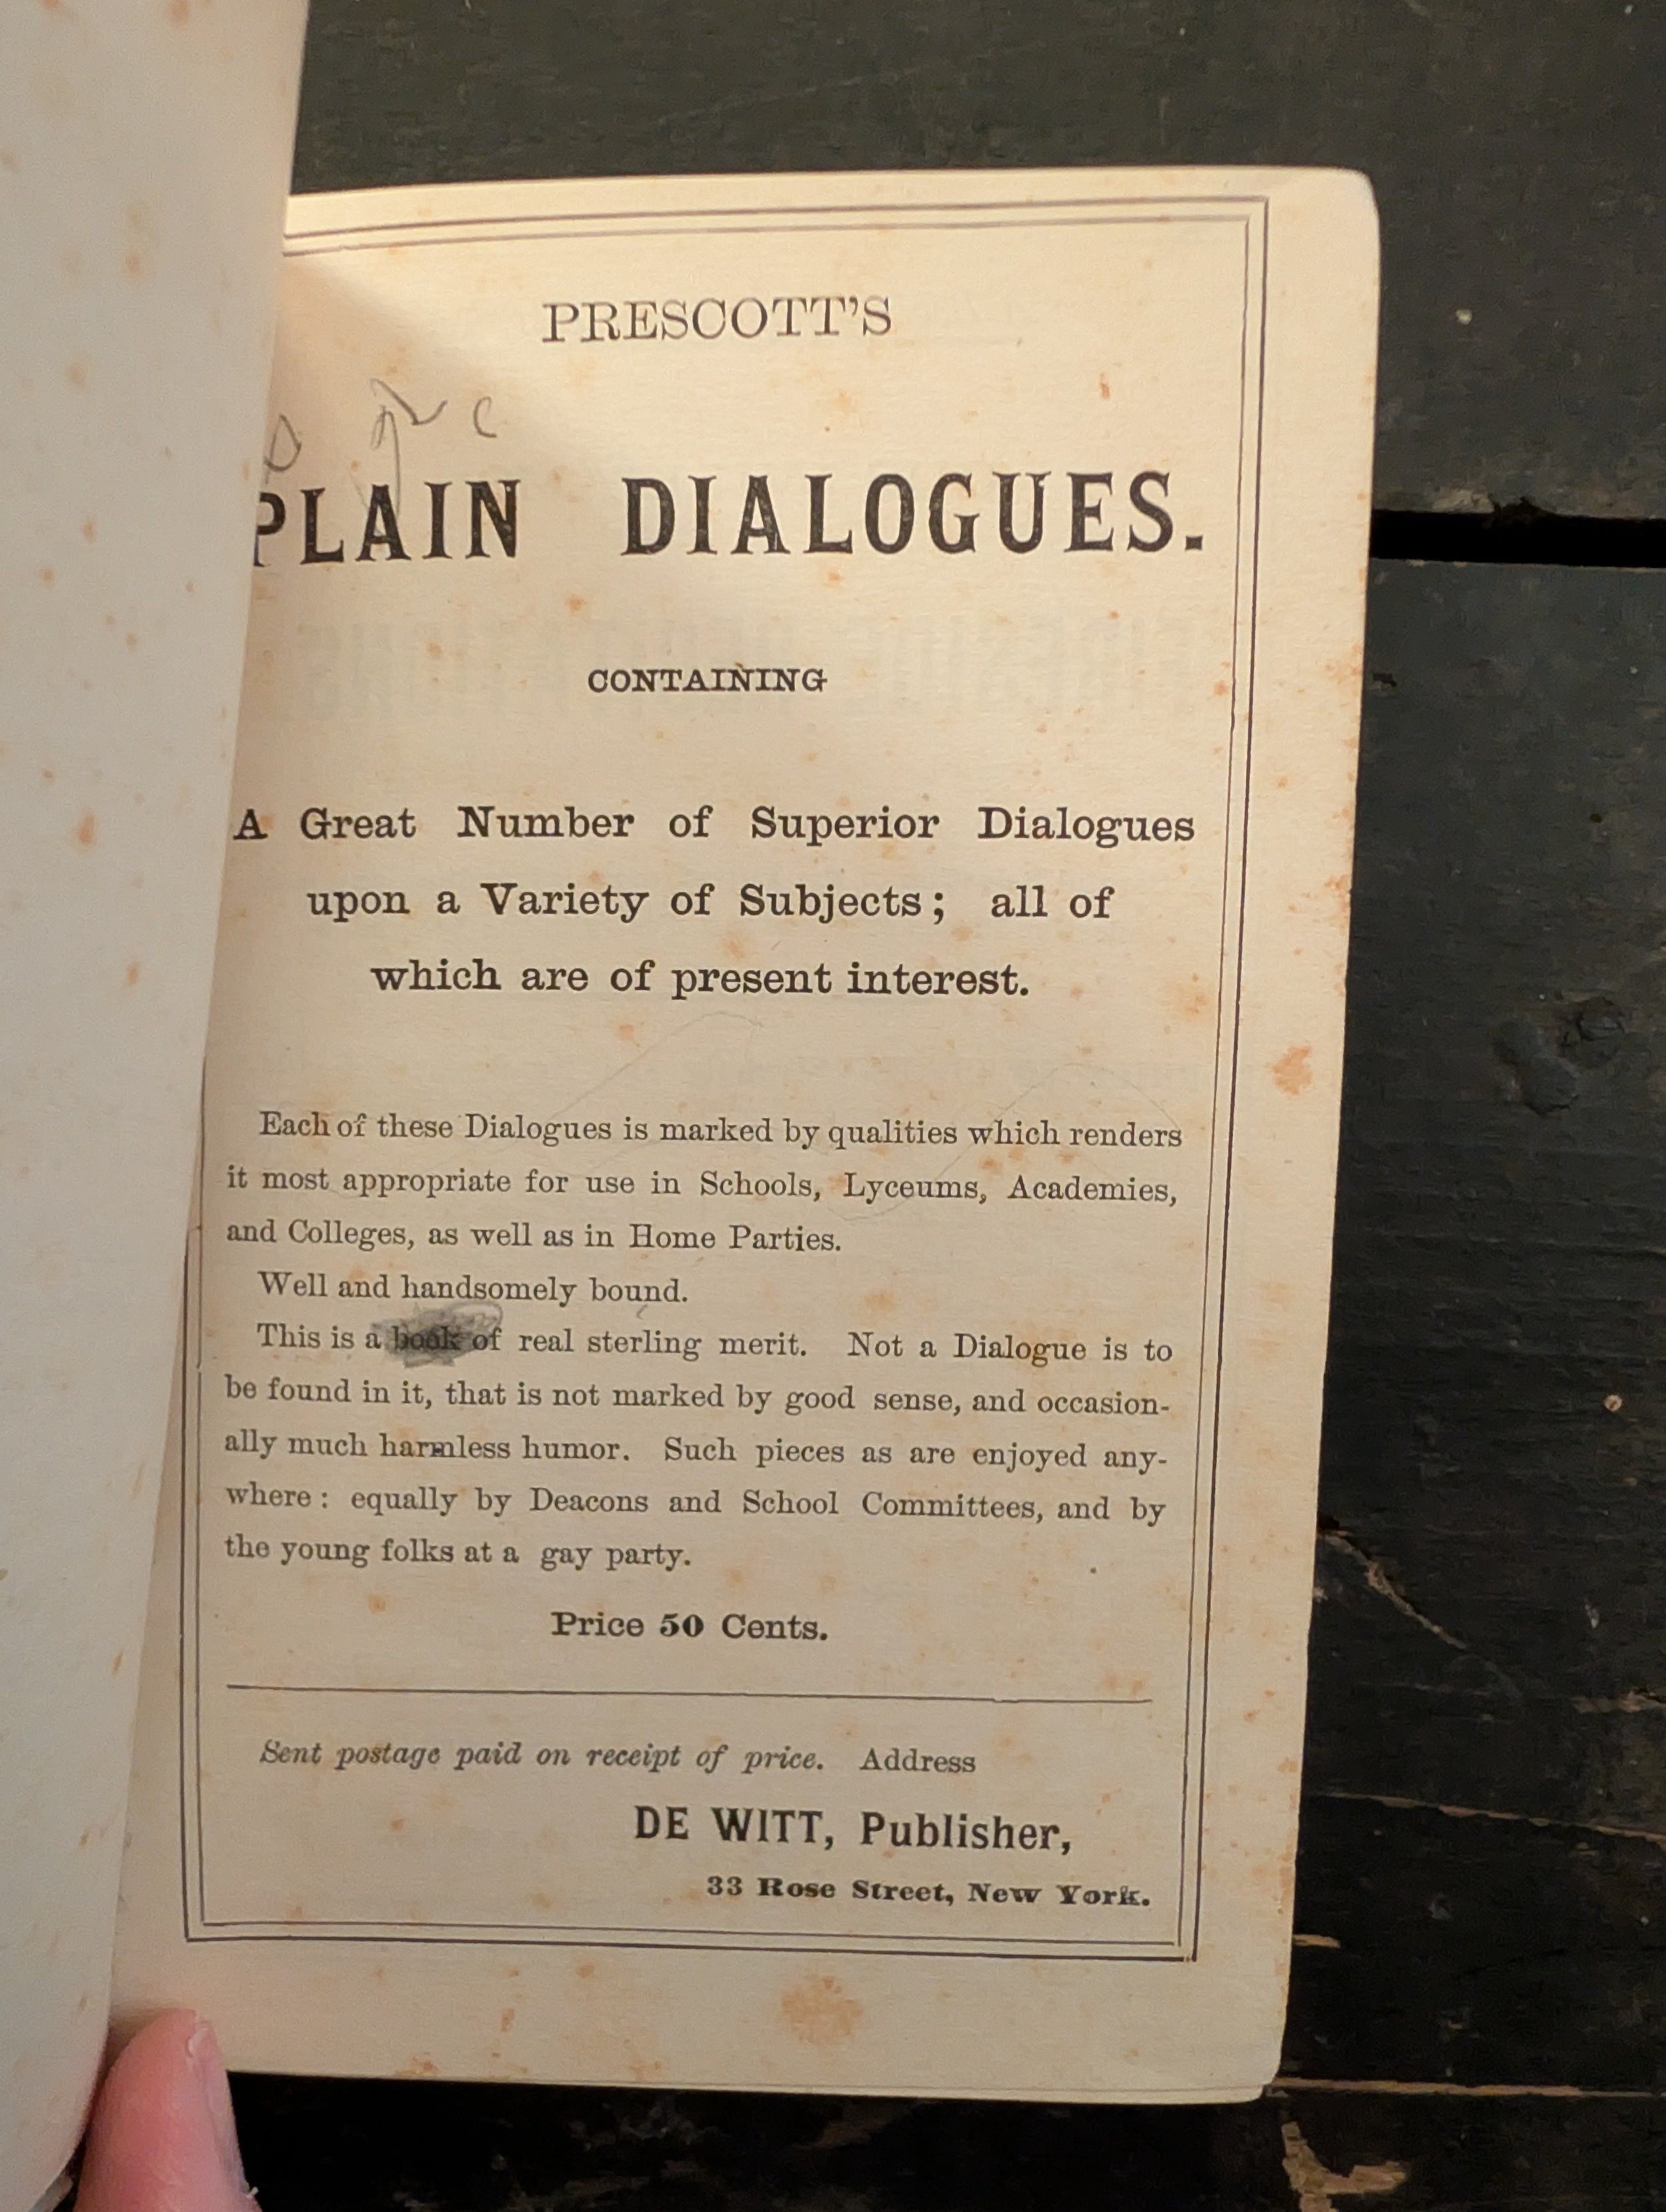 PRESCOTT'S
PLAIN DIALOGUES.
CONTAINING
A Great Number of Superior Dialogues
upon a Variety of Subjects; all of
which are of present interest.
Each of these Dialogues is marked by qualities which renders
it most appropriate for use in Schools, Lyceums, Academies,
and Colleges, as well as in Home Parties.
Well and handsomely bound.
This is a book of real sterling merit. Not a Dialogue is to
be found in it, that is not marked by good sense, and occasion-
ally much harmless humor. Such pieces as are enjoyed any-
where: equally by Deacons and School Committees, and by
the young folks at a gay party.
Price 50 Cents.
Sent postage paid on receipt of price. Address
DE WITT, Publisher,
33 Rose Street, New York.